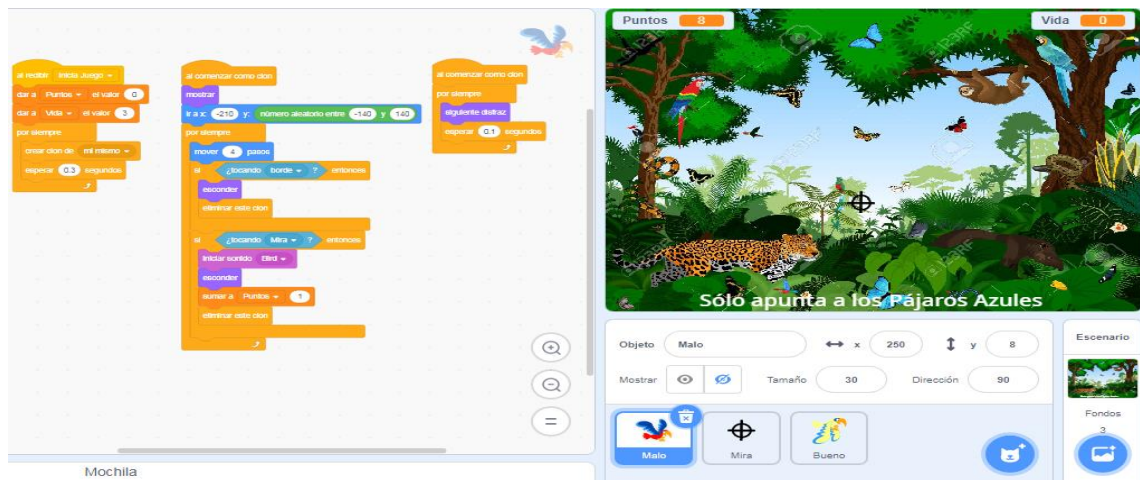 al recibir Inicia Juego
dar a Puntos el valor 0
dar a Vida el valor 3
por siempre
crear clon de mí mismo
esperar 0.3 segundos
al comenzar como clon
mostrar
ir a x: -210 y: número aleatorio entre -140 y 140
por siempre
mover 4 pasos
si ¿tocando borde ? entonces
esconder
eliminar este clon
si ¿tocando Mira ? entonces
Iniciar sonido Bird
esconder
sumar a Puntos 1
eliminar este clon
al comenzar como clon
por siempre
siguiente disfraz
esperar 0.1 segundos
Mochila
Puntos 8
Vida 0
Sólo apunta a los Pájaros Azules
Objeto Malo x 250 y 8
Mostrar Tamaño 30 Dirección 90
Malo
Mira
Bueno
Escenario
Fondos
3